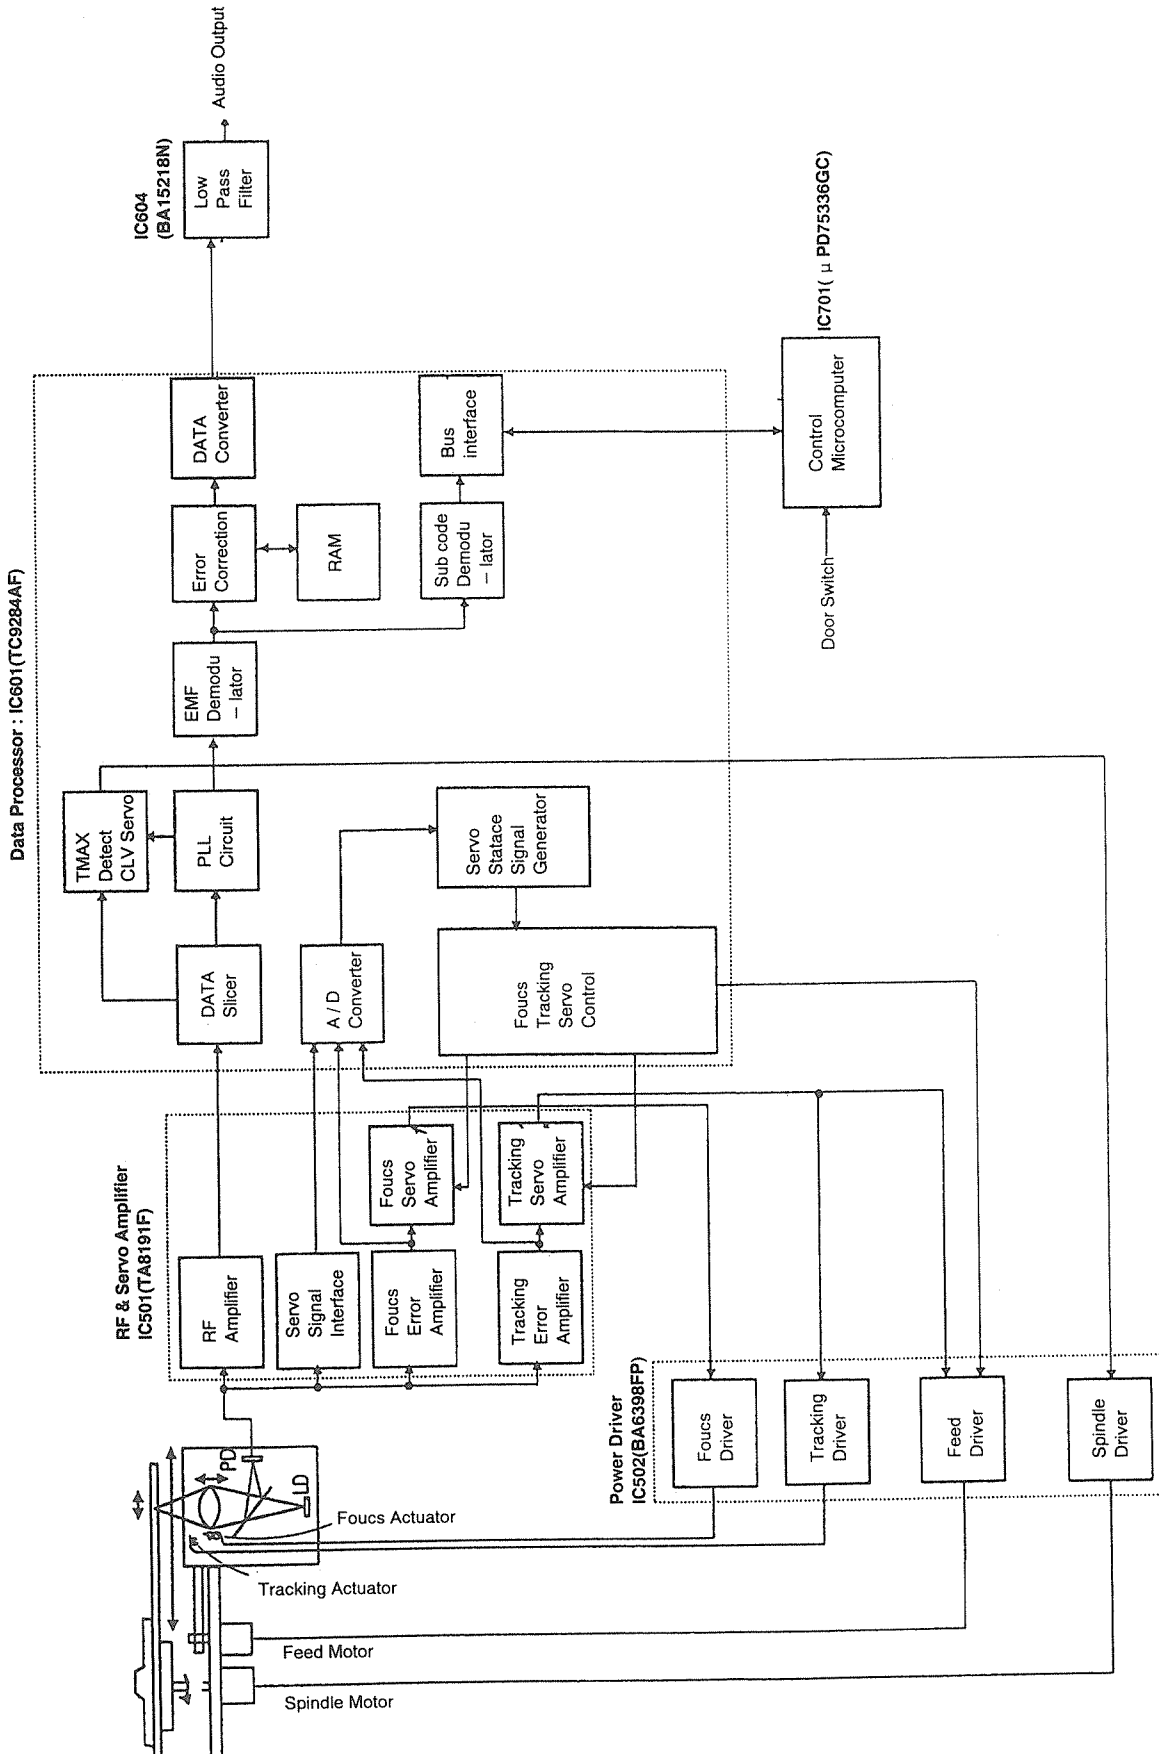 Data Processor : IC601(TC9284AF)
TMAX
Detect
CLV Servo
DATA
Slicer
PLL
Circuit
EMF
Demodu
– lator
Error
Correction
DATA
Converter
RAM
IC604
(BA15218N)
Low
Pass
Filter
Audio Output
A / D
Converter
Servo
Statace
Signal
Generator
Sub code
Demodu
– lator
Bus
interface
Foucs
Tracking
Servo
Control
IC701( μ PD75336GC)
Control
Microcomputer
Door Switch
RF & Servo Amplifier
IC501(TA8191F)
RF
Amplifier
Servo
Signal
Interface
Foucs
Error
Amplifier
Foucs
Servo
Amplifier
Tracking
Error
Amplifier
Tracking
Servo
Amplifier
PD
LD
Foucs Actuator
Tracking Actuator
Feed Motor
Spindle Motor
Power Driver
IC502(BA6398FP)
Foucs
Driver
Tracking
Driver
Feed
Driver
Spindle
Driver